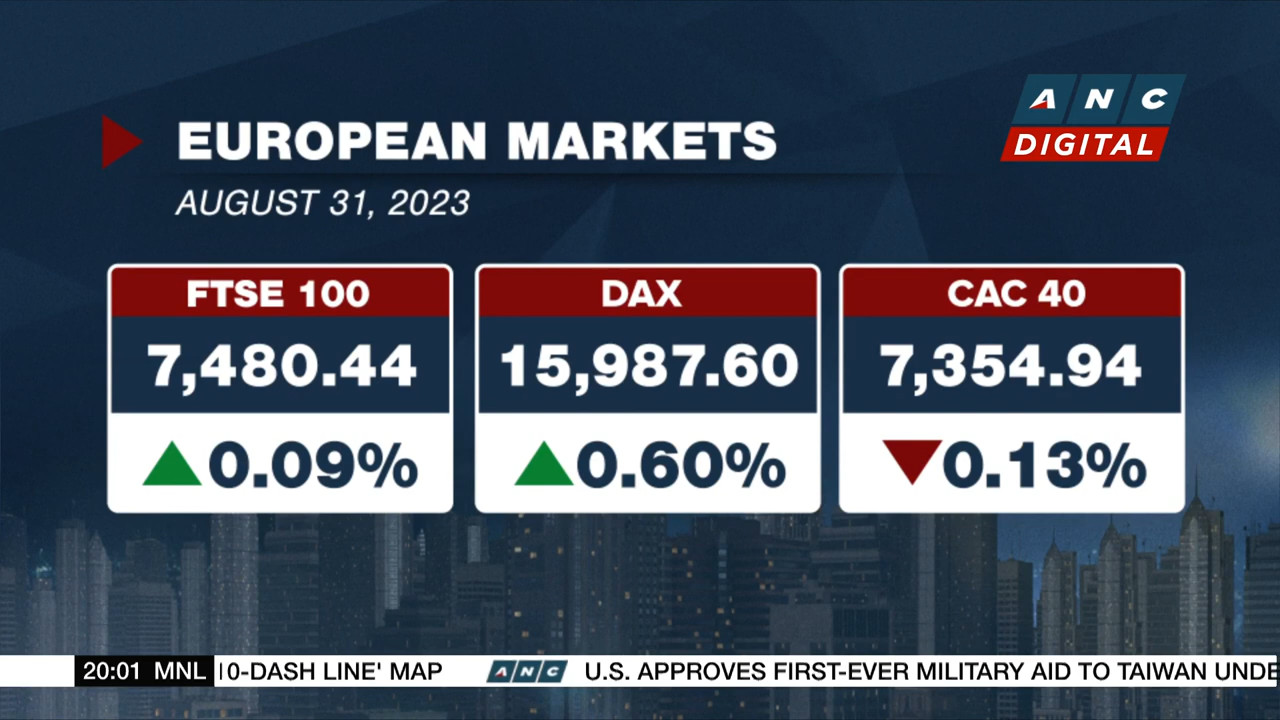 ANC
DIGITAL
EUROPEAN MARKETS
AUGUST 31, 2023
FTSE 100
7,480.44
0.09%
DAX
15,987.60
0.60%
CAC 40
7,354.94
0.13%
20:01 MNL 0-DASH LINE' MAP ANC U.S. APPROVES FIRST-EVER MILITARY AID TO TAIWAN UNDE